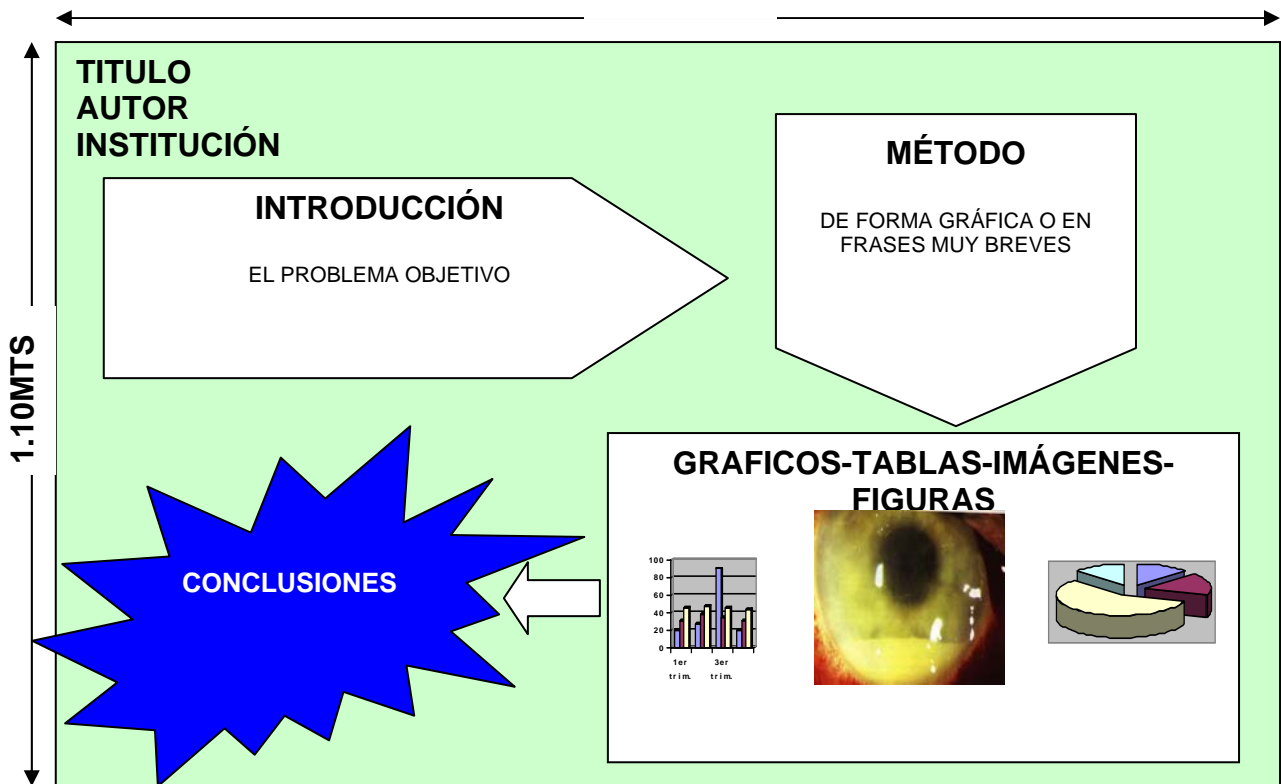 TITULO
AUTOR
INSTITUCIÓN
INTRODUCCIÓN
EL PROBLEMA OBJETIVO
MÉTODO
DE FORMA GRÁFICA O EN
FRASES MUY BREVES
1.10MTS
GRAFICOS-TABLAS-IMÁGENES-
FIGURAS
100
80
60
40
20
0
1er
trim.
3er
trim.
CONCLUSIONES